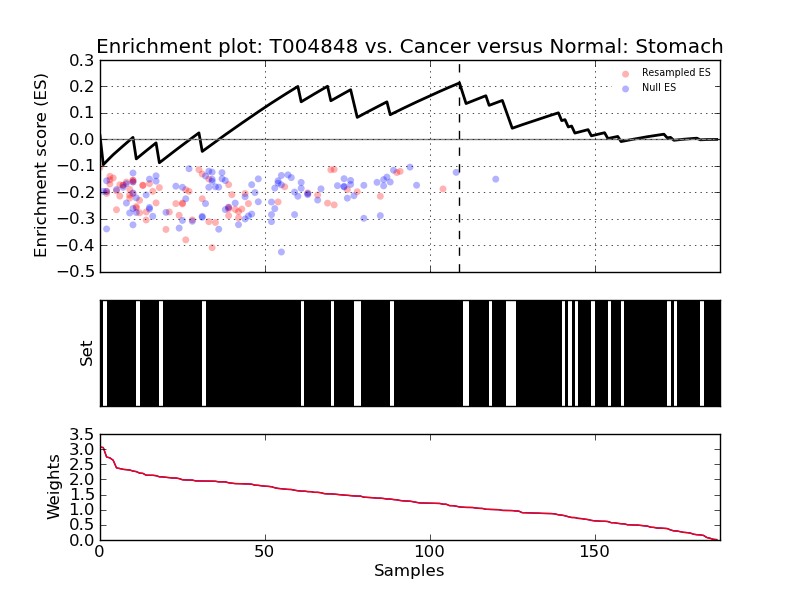 Enrichment plot: T004848 vs. Cancer versus Normal: Stomach
0.3
0.2
0.1
0.0
−0.1
−0.2
−0.3
−0.4
−0.5
Enrichment score (ES)
Resampled ES
Null ES
Set
3.5
3.0
2.5
2.0
1.5
1.0
0.5
0.0
Weights
0 50 100 150
Samples